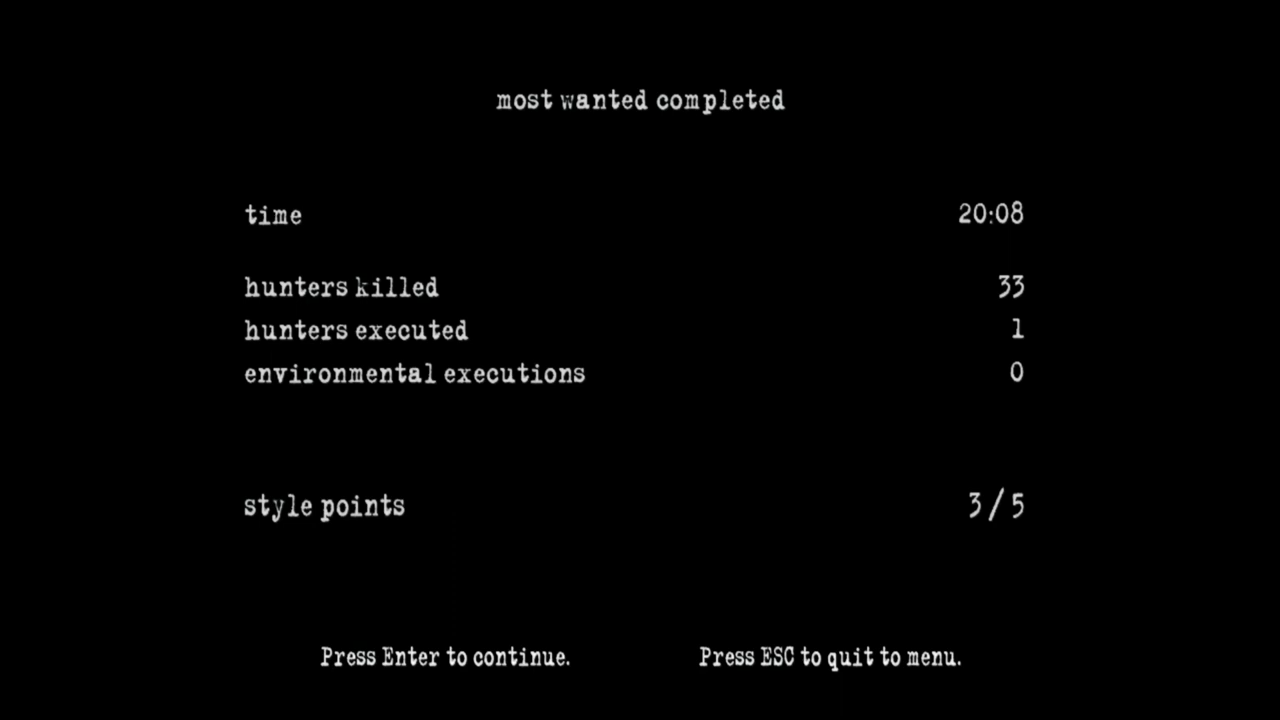 most wanted completed
time 20:08
hunters killed 33
hunters executed 1
environmental executions 0
style points 3 / 5
Press Enter to continue. Press ESC to quit to menu.